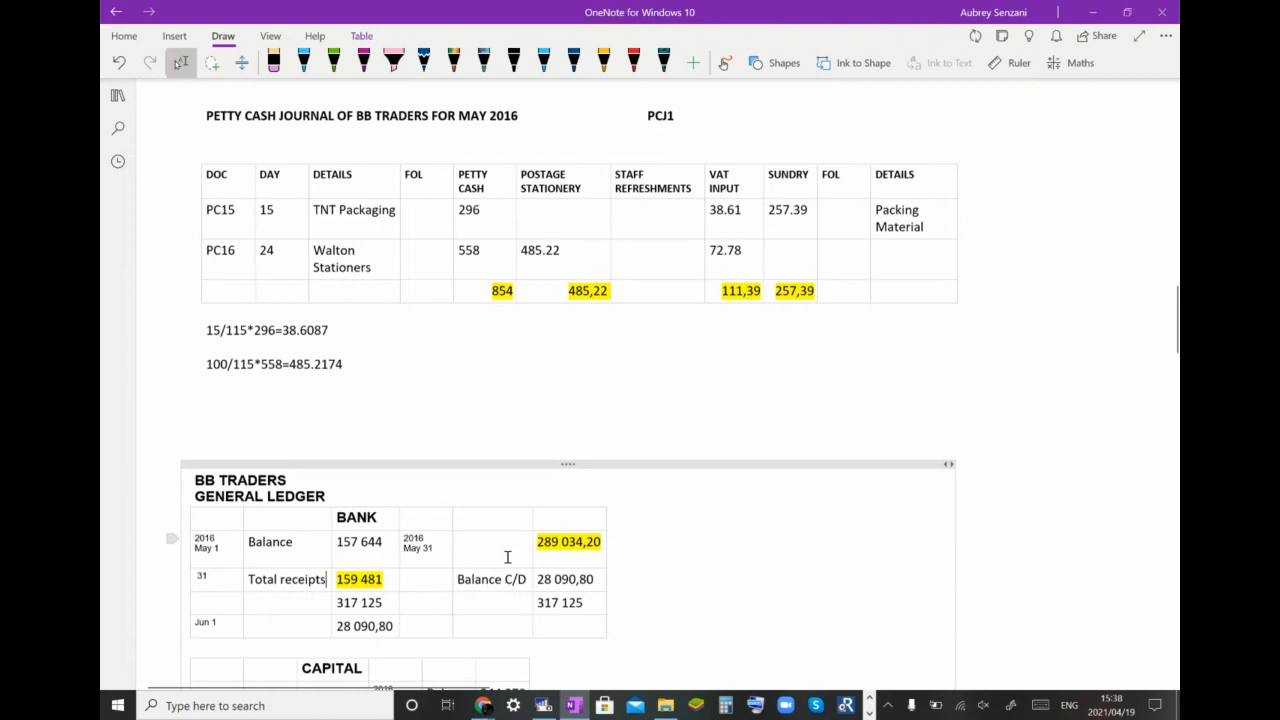 OneNote for Windows 10
Aubrey Senzani
Home Insert Draw View Help Table
Share
Shapes Ink to Shape Ink to Text Ruler Maths
PETTY CASH JOURNAL OF BB TRADERS FOR MAY 2016 PCJ1
DOC DAY DETAILS FOL PETTY CASH POSTAGE STATIONERY STAFF REFRESHMENTS VAT INPUT SUNDRY FOL DETAILS
PC15 15 TNT Packaging 296 38.61 257.39 Packing Material
PC16 24 Walton Stationers 558 485.22 72.78
854 485,22 111,39 257,39
15/115*296=38.6087
100/115*558=485.2174
BB TRADERS
GENERAL LEDGER
BANK
2016 May 1 Balance 157 644 2016 May 31 289 034,20
31 Total receipts 159 481 Balance C/D 28 090,80
317 125 317 125
Jun 1 28 090,80
CAPITAL
Type here to search
ENG
15:38
2021/04/19